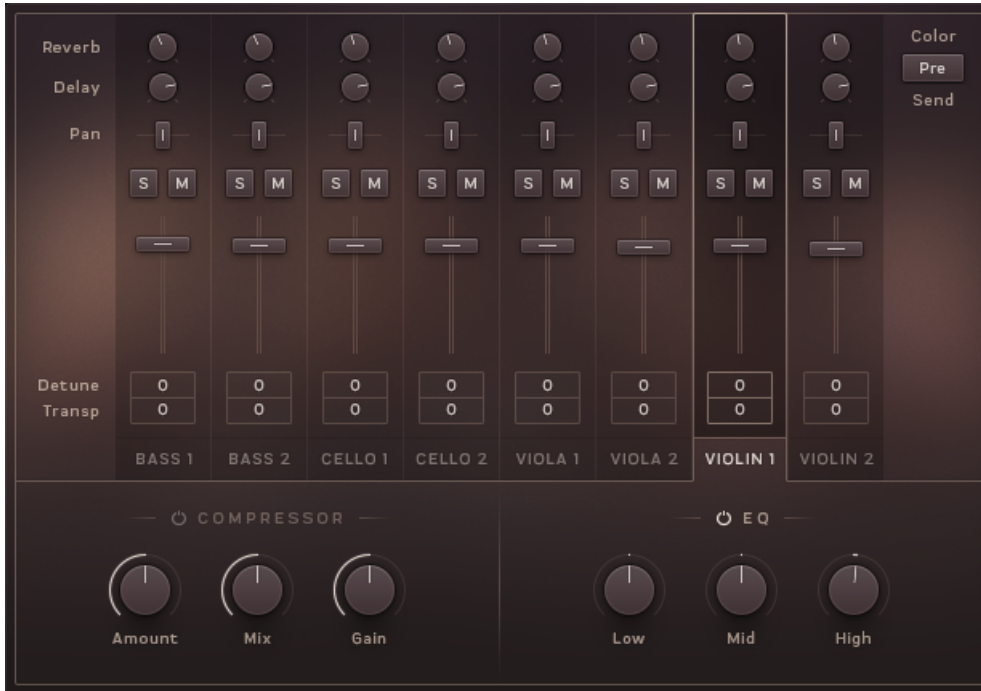 Reverb
Color
Delay
Pre
Send
Pan
S M S M S M S M S M S M S M S M
Detune 0 0 0 0 0 0 0 0
Transp 0 0 0 0 0 0 0 0
BASS 1 BASS 2 CELLO 1 CELLO 2 VIOLA 1 VIOLA 2 VIOLIN 1 VIOLIN 2
COMPRESSOR EQ
Amount Mix Gain Low Mid High